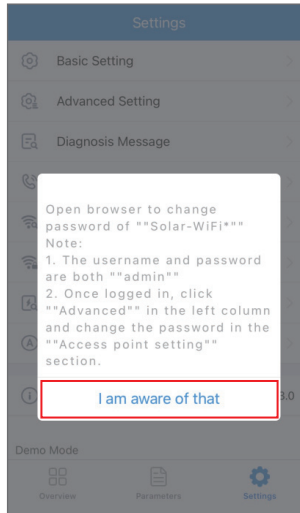 Settings
Basic Setting
Advanced Setting
Diagnosis Message
Open browser to change
password of ""Solar-WiFi*""
Note:
1. The username and password
are both ""admin""
2. Once logged in, click
""Advanced"" in the left column
and change the password in the
""Access point setting""
section.
I am aware of that
3.0
Demo Mode
Overview
Parameters
Settings